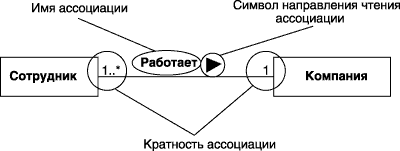 Имя ассоциации
Символ направления чтения
ассоциации
Работает
Сотрудник
1..*
1
Компания
Кратность ассоциации